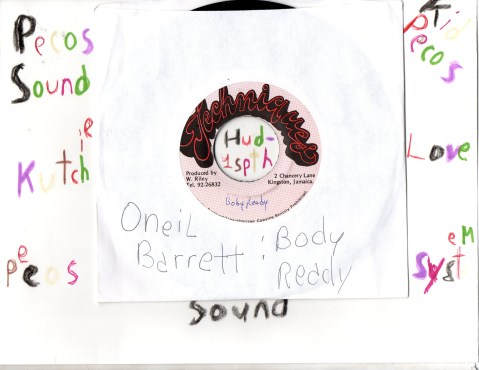 Pecos
Sound
Kutchie
Peceos
Kid
Pecos
Love
SysteM
Sound
Techniques
Hud-
1spth
Produced by
W. Riley
Tel. 92-26832
2 Chancery Lane
Kingston, Jamaica.
Body Ready
Oneil
Barrett : Body
Reddy